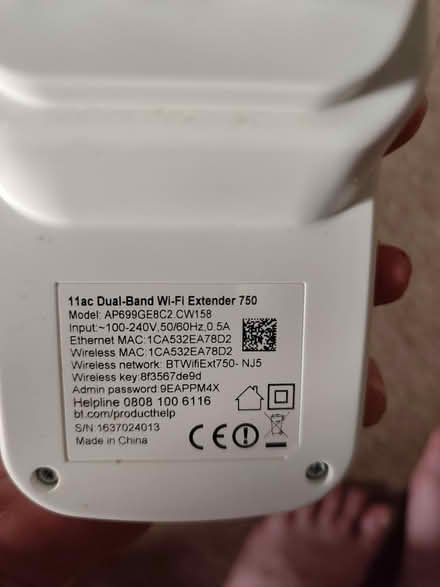 11ac Dual-Band Wi-Fi Extender 750
Model: AP699GE8C2.CW158
Input:~100-240V,50/60Hz,0.5A
Ethernet MAC:1CA532EA78D2
Wireless MAC:1CA532EA78D2
Wireless network: BTWifiExt750- NJ5
Wireless key:8f3567de9d
Admin password:9EAPPM4X
Helpline 0808 100 6116
bt.com/producthelp
S/N:1637024013
Made in China
CE